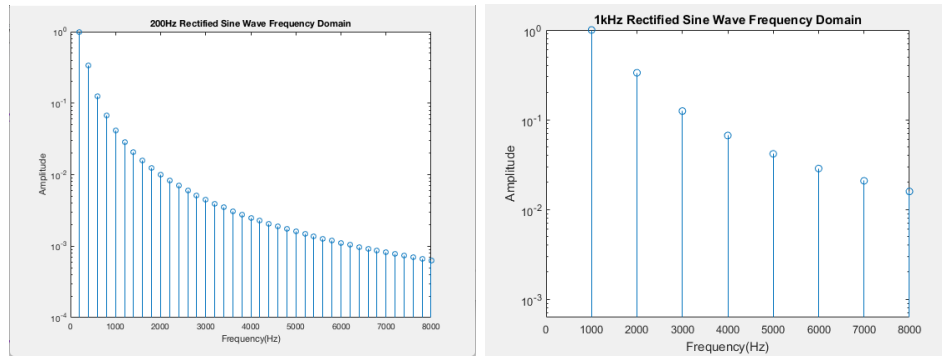 200Hz Rectified Sine Wave Frequency Domain
10^0
10^-1
10^-2
10^-3
10^-4
Amplitude
0 1000 2000 3000 4000 5000 6000 7000 8000
Frequency(Hz)
1kHz Rectified Sine Wave Frequency Domain
10^0
10^-1
10^-2
10^-3
Amplitude
0 1000 2000 3000 4000 5000 6000 7000 8000
Frequency(Hz)